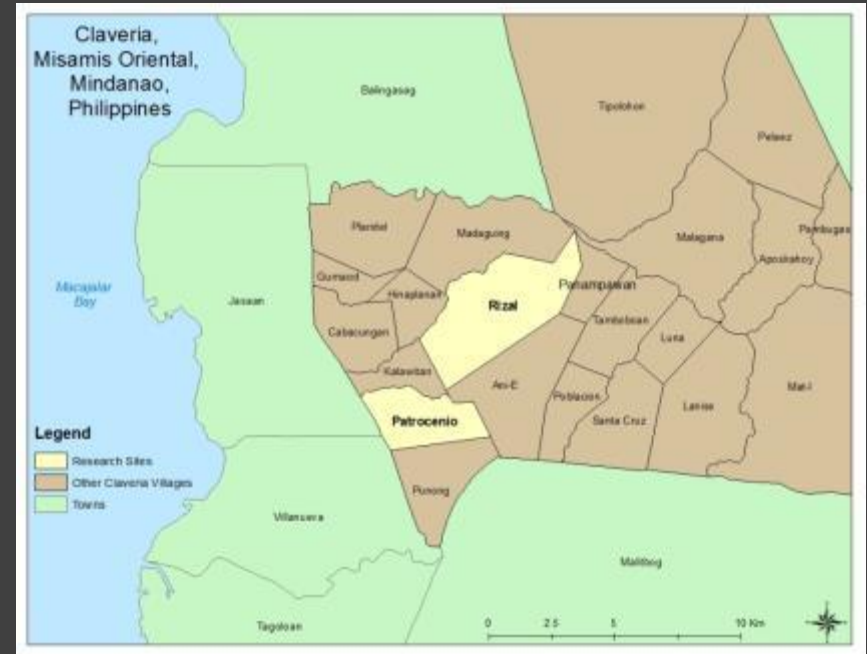 Claveria,
Misamis Oriental,
Mindanao,
Philippines
Balingasag
Tipolohon
Pelaez
Plaridel
Madaguing
Malagana
Pambugas
Aposkahoy
Gumaod
Hinaplanan
Panampawan
Macajalar
Bay
Jasaan
Rizal
Tamboboan
Cabacungan
Luna
Kalawitan
Ani-E
Mat-I
Poblacion
Lanise
Patrocenio
Santa Cruz
Legend
Research Sites
Other Claveria Villages
Towns
Punong
Villanueva
Malitbog
Tagoloan
0 2.5 5 10 Km